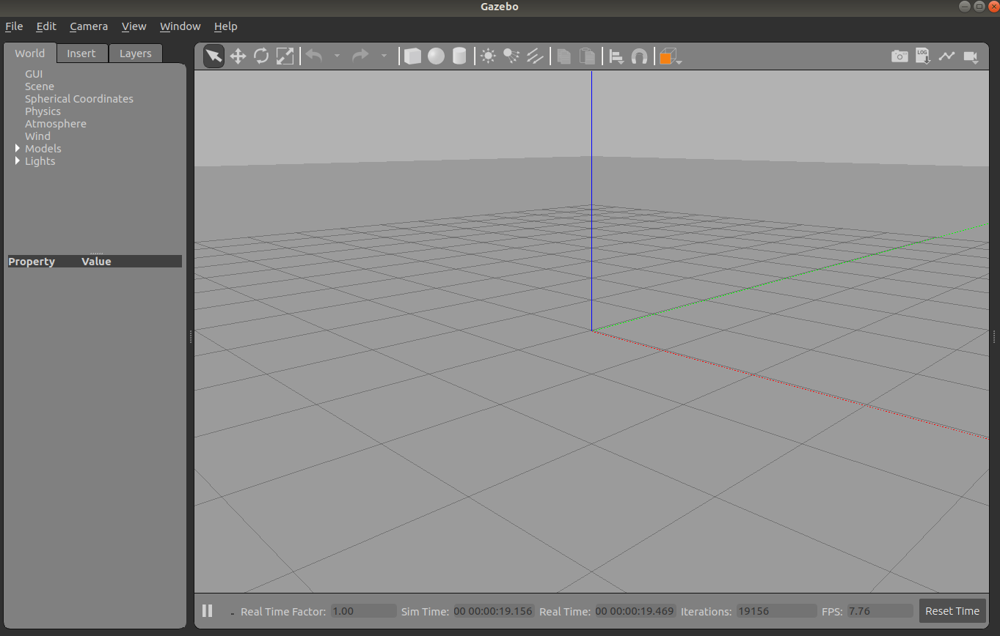 Gazebo
File Edit Camera View Window Help
World Insert Layers
LOG
GUI
Scene
Spherical Coordinates
Physics
Atmosphere
Wind
Models
Lights
Property Value
Real Time Factor: 1.00 Sim Time: 00 00:00:19.156 Real Time: 00 00:00:19.469 Iterations: 19156 FPS: 7.76 Reset Time